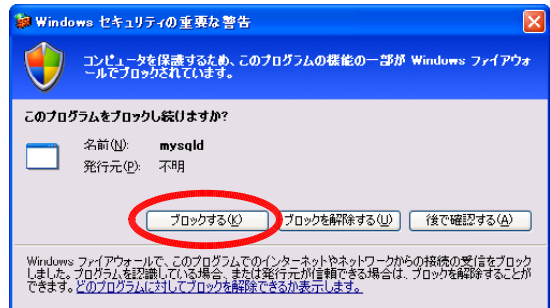 Windows セキュリティの重要な警告
コンピュータを保護するため、このプログラムの機能の一部が Windows ファイアウォ
ールでブロックされています。
このプログラムをブロックし続けますか?
名前(N): mysqld
発行元(P): 不明
ブロックする(K) ブロックを解除する(U) 後で確認する(A)
Windows ファイアウォールで、このプログラムでのインターネットやネットワークからの接続の受信をブロック
しました。プログラムを認識している場合、または発行元が信頼できる場合は、ブロックを解除することが
できます。どのプログラムに対してブロックを解除できるか表示します。